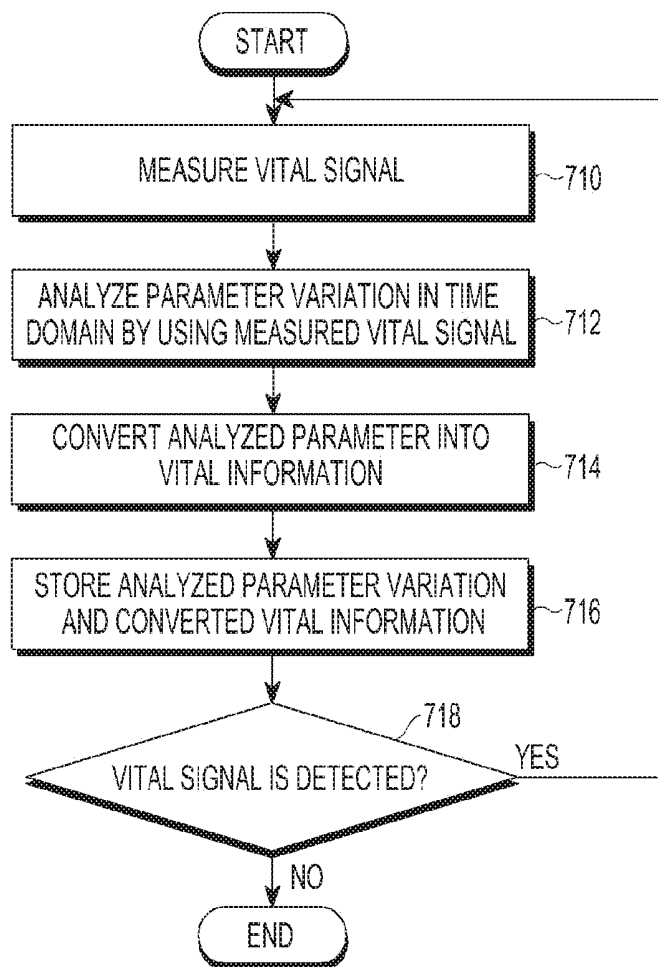 START
MEASURE VITAL SIGNAL
710
ANALYZE PARAMETER VARIATION IN TIME
DOMAIN BY USING MEASURED VITAL SIGNAL
712
CONVERT ANALYZED PARAMETER INTO
VITAL INFORMATION
714
STORE ANALYZED PARAMETER VARIATION
AND CONVERTED VITAL INFORMATION
716
718
VITAL SIGNAL IS DETECTED?
YES
NO
END